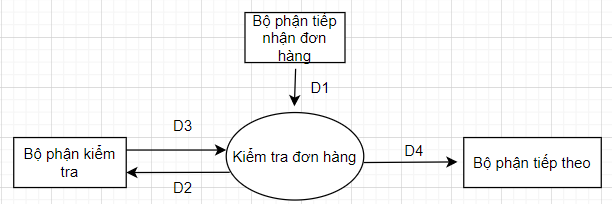 Bộ phận tiếp
nhận đơn
hàng
D1
D3
Bộ phận kiểm
tra
Kiểm tra đơn hàng
D4
Bộ phận tiếp theo
D2